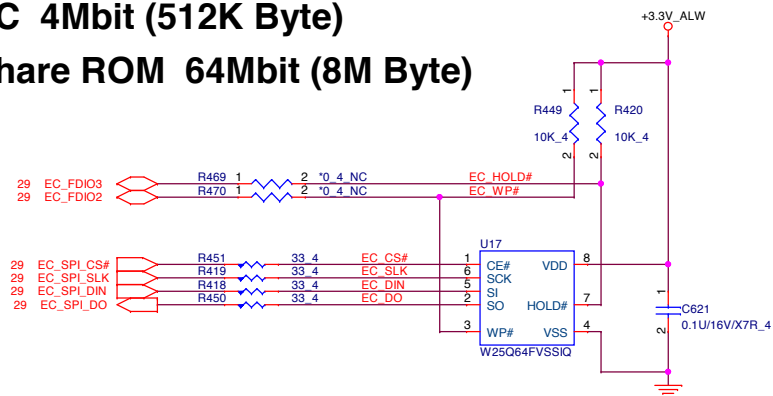 C 4Mbit (512K Byte)
hare ROM 64Mbit (8M Byte)
+3.3V_ALW
R449 R420
1 1
10K_4 10K_4
2 2
29 EC_FDIO3 R469 1 2 *0_4_NC EC_HOLD#
29 EC_FDIO2 R470 1 2 *0_4_NC EC_WP#
U17
29 EC_SPI_CS# R451 33_4 EC_CS# 1 CE# VDD 8
29 EC_SPI_SLK R419 33_4 EC_SLK 6 SCK
29 EC_SPI_DIN R418 33_4 EC_DIN 5 SI
29 EC_SPI_DO R450 33_4 EC_DO 2 SO HOLD# 7
3 WP# VSS 4
W25Q64FVSSIQ
1
C621
0.1U/16V/X7R_4
2